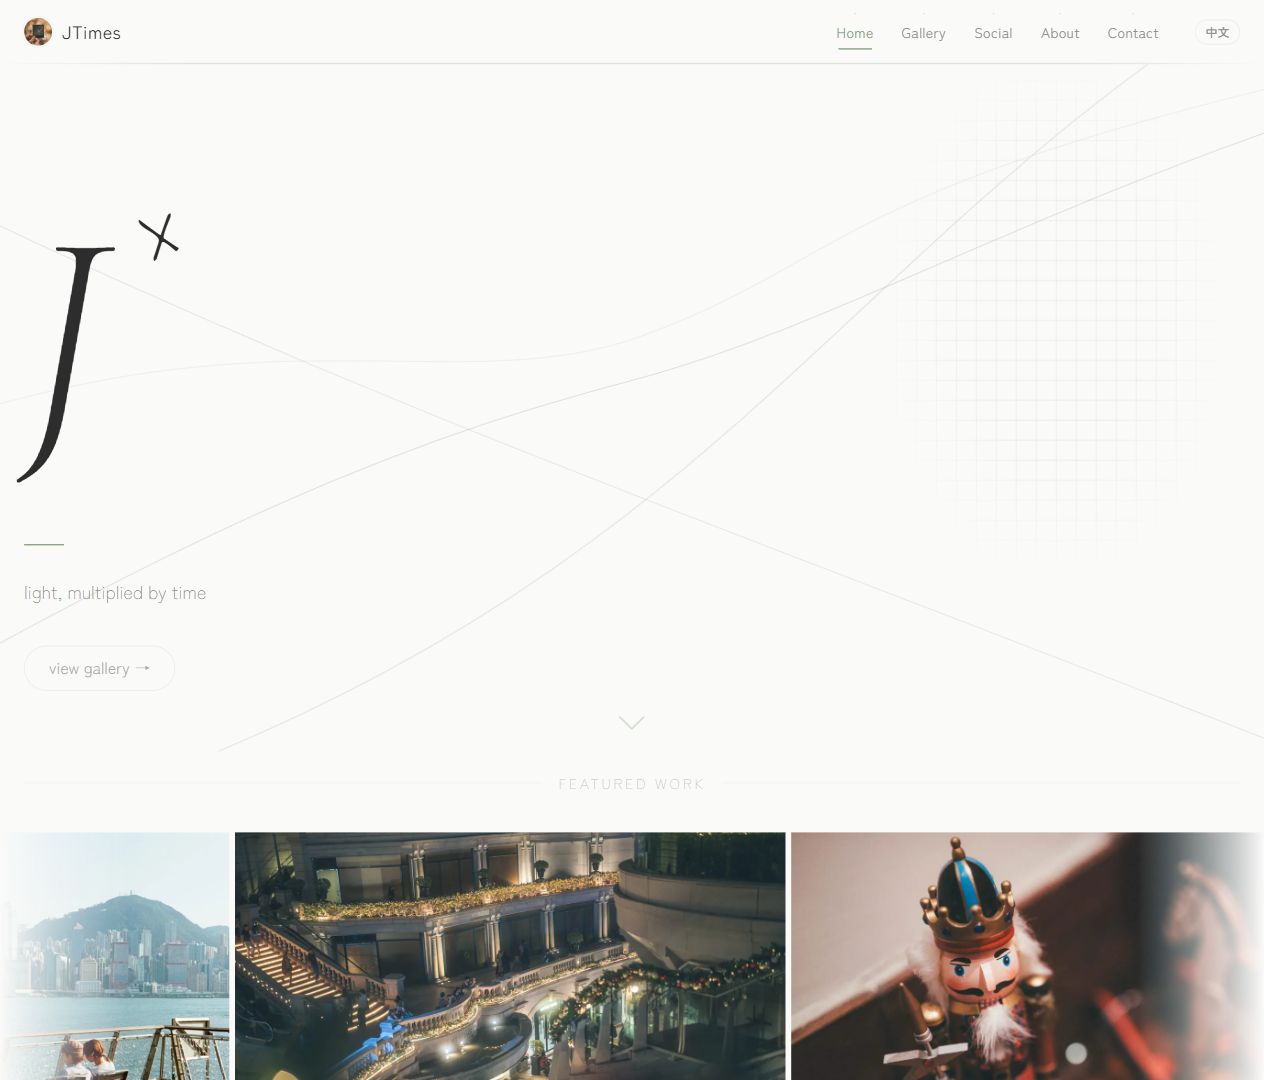 JTimes
Home Gallery Social About Contact 中文
J×
light, multiplied by time
view gallery →
FEATURED WORK